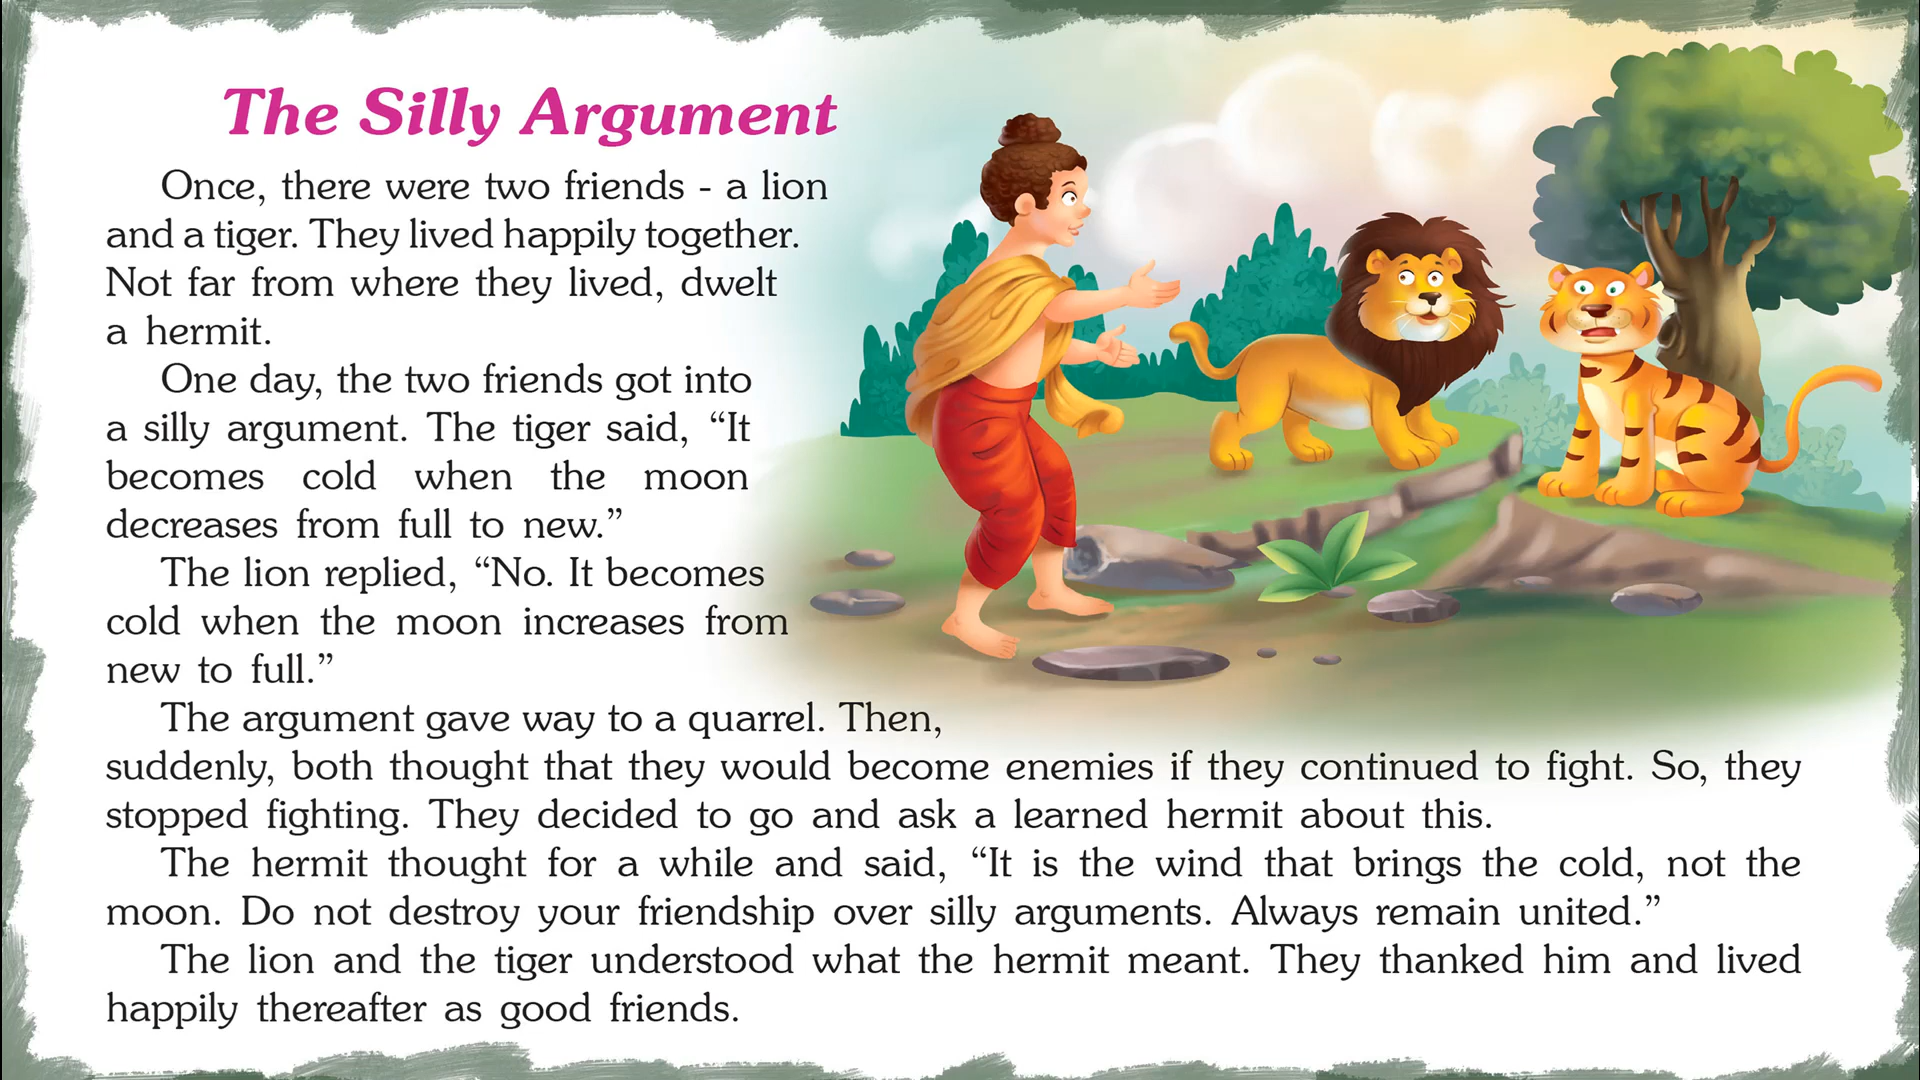 The Silly Argument
Once, there were two friends - a lion
and a tiger. They lived happily together.
Not far from where they lived, dwelt
a hermit.
One day, the two friends got into
a silly argument. The tiger said, “It
becomes cold when the moon
decreases from full to new.”
The lion replied, “No. It becomes
cold when the moon increases from
new to full.”
The argument gave way to a quarrel. Then,
suddenly, both thought that they would become enemies if they continued to fight. So, they
stopped fighting. They decided to go and ask a learned hermit about this.
The hermit thought for a while and said, “It is the wind that brings the cold, not the
moon. Do not destroy your friendship over silly arguments. Always remain united.”
The lion and the tiger understood what the hermit meant. They thanked him and lived
happily thereafter as good friends.